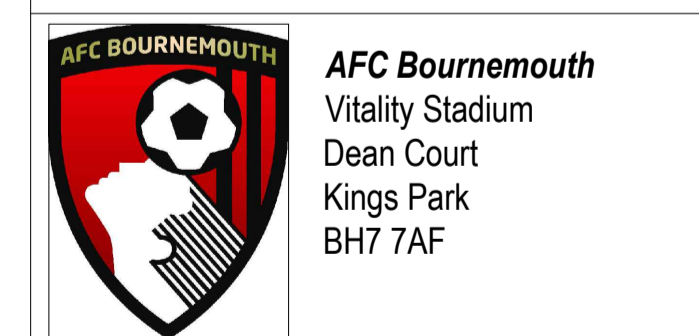 AFC BOURNEMOUTH
AFC Bournemouth
Vitality Stadium
Dean Court
Kings Park
BH7 7AF